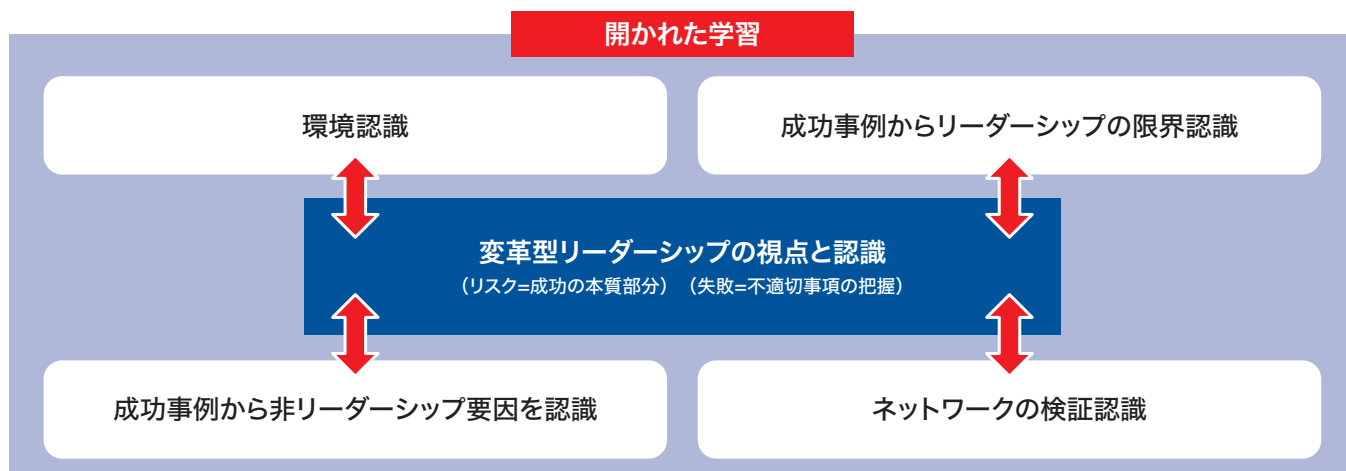 開かれた学習
環境認識
成功事例からリーダーシップの限界認識
変革型リーダーシップの視点と認識
（リスク=成功の本質部分）（失敗=不適切事項の把握）
成功事例から非リーダーシップ要因を認識
ネットワークの検証認識